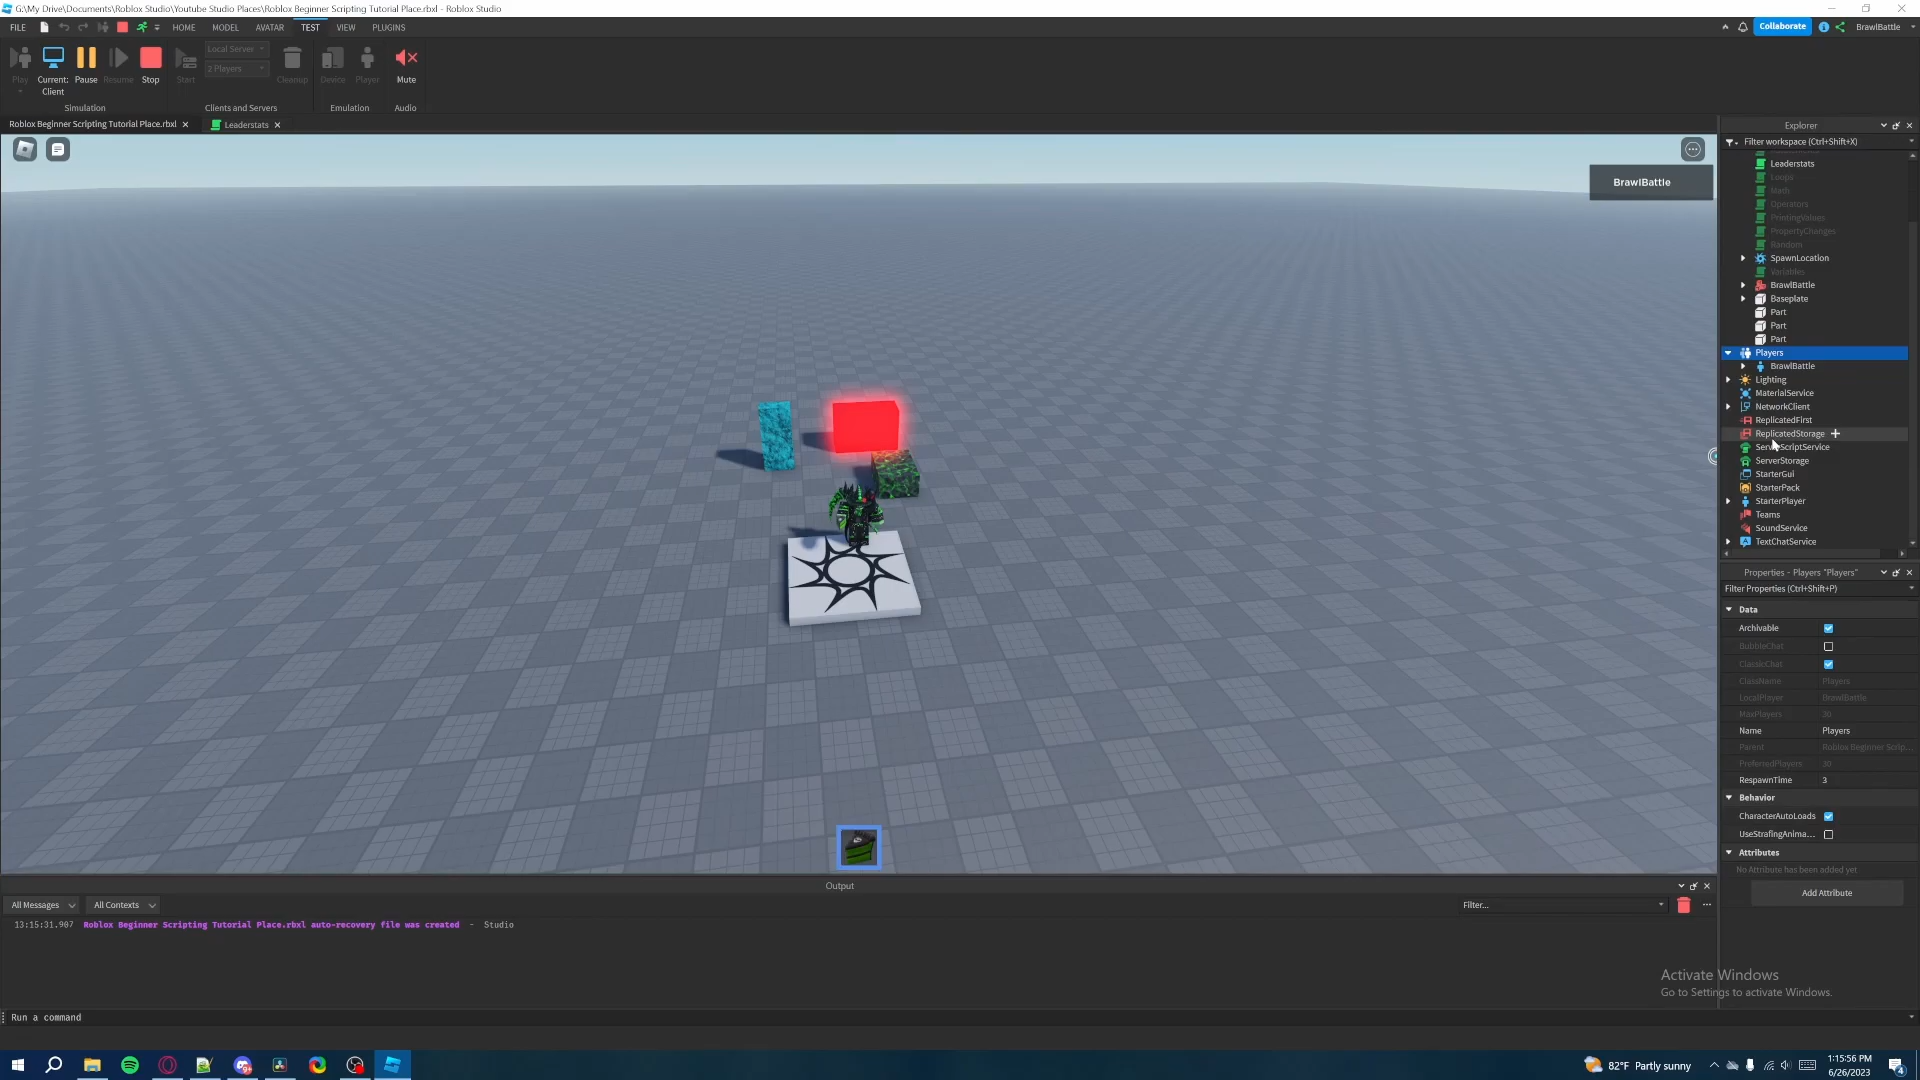 G:\My Drive\Documents\Roblox Studio\Youtube Studio Places\Roblox Beginner Scripting Tutorial Place.rbxl - Roblox Studio
FILE HOME MODEL AVATAR TEST VIEW PLUGINS Collaborate BrawlBattle
Local Server
2 Players
Play Current: Client Pause Resume Stop Start Cleanup Device Player Mute
Simulation Clients and Servers Emulation Audio
Roblox Beginner Scripting Tutorial Place.rbxl Leaderstats
BrawlBattle
Explorer
Filter workspace (Ctrl+Shift+X)
Leaderstats
Loops
Math
Operators
PrintingValues
PropertyChanges
Random
SpawnLocation
Variables
BrawlBattle
Baseplate
Part
Part
Part
Players
BrawlBattle
Lighting
MaterialService
NetworkClient
ReplicatedFirst
ReplicatedStorage
ServerScriptService
ServerStorage
StarterGui
StarterPack
StarterPlayer
Teams
SoundService
TextChatService
Properties - Players "Players"
Filter Properties (Ctrl+Shift+P)
Data
Archivable
BubbleChat
ClassicChat
ClassName Players
LocalPlayer BrawlBattle
MaxPlayers 30
Name Players
Parent Roblox Beginner Scrip...
PreferredPlayers 30
RespawnTime 3
Behavior
CharacterAutoLoads
UseStrafingAnima...
Attributes
No Attribute has been added yet
Add Attribute
Output
All Messages All Contexts Filter...
13:15:31.907 Roblox Beginner Scripting Tutorial Place.rbxl auto-recovery file was created - Studio
Activate Windows
Go to Settings to activate Windows.
Run a command
82°F Partly sunny
1:15:56 PM
6/26/2023